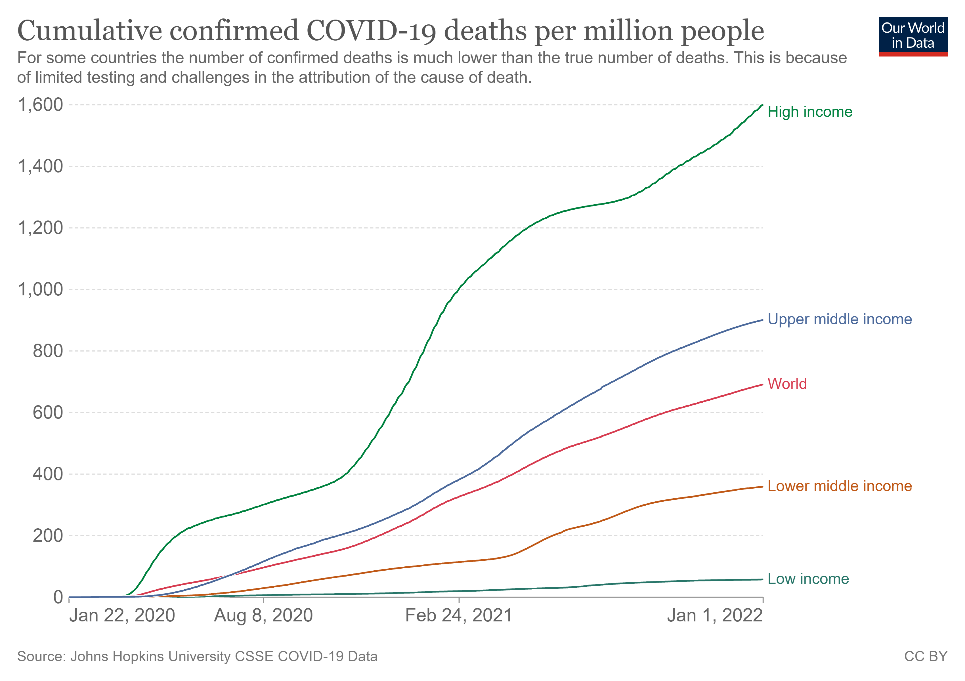 Cumulative confirmed COVID-19 deaths per million people
Our World
in Data
For some countries the number of confirmed deaths is much lower than the true number of deaths. This is because
of limited testing and challenges in the attribution of the cause of death.
1,600
High income
1,400
1,200
1,000
Upper middle income
800
World
600
Lower middle income
400
200
Low income
0
Jan 22, 2020
Aug 8, 2020
Feb 24, 2021
Jan 1, 2022
Source: Johns Hopkins University CSSE COVID-19 Data
CC BY